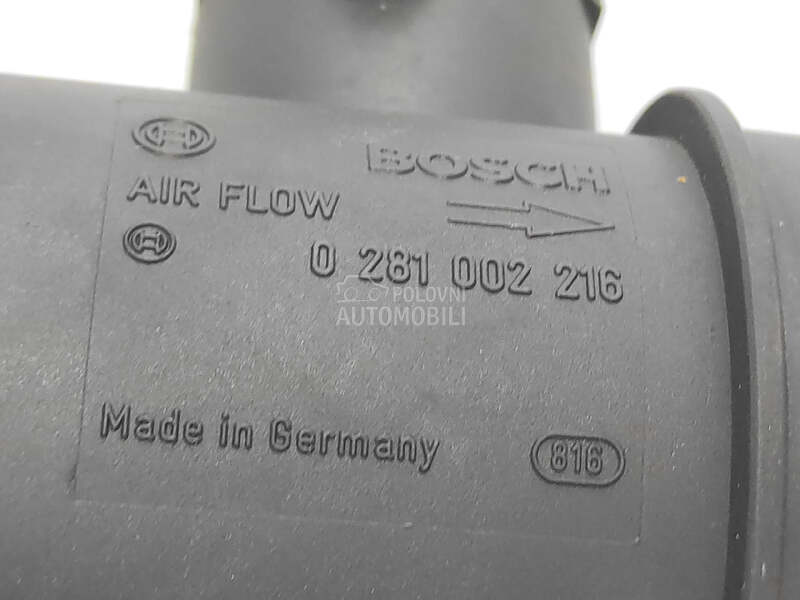 BOSCH
AIR FLOW
0 281 002 216
POLOVNI
AUTOMOBILI
Made in Germany
816